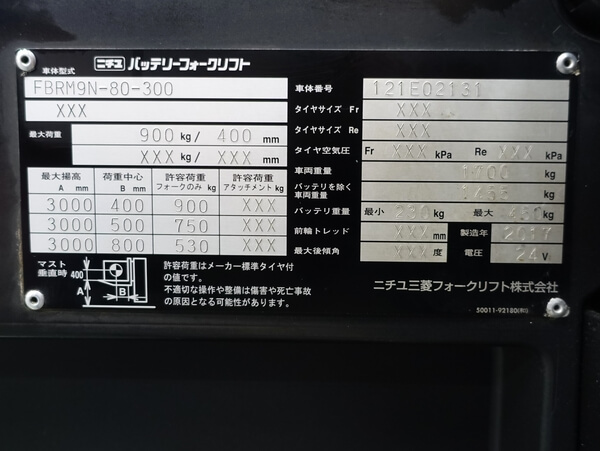 ニチユ バッテリーフォークリフト
車体型式
FBRM9N-80-300
XXX
最大荷重 900 kg/ 400 mm
XXX kg/ XXX mm
最大揚高 A mm 荷重中心 B mm 許容荷重 フォークのみ kg 許容荷重 アタッチメント kg
3000 400 900 XXX
3000 500 750 XXX
3000 800 530 XXX
マスト垂直時 400 A B
許容荷重はメーカー標準タイヤ付
の値です。
不適切な操作や整備は傷害や死亡事故
の原因となる可能性があります。
車体番号 121E02131
タイヤサイズ Fr XXX
タイヤサイズ Re XXX
タイヤ空気圧 Fr XXX kPa Re XXX kPa
車両重量 kg
バッテリを除く車両重量 kg
バッテリ重量 最小 kg 最大 kg
前輪トレッド XXX mm 製造年 2017
最大後傾角 XXX 度 電圧 24 V
ニチユ三菱フォークリフト株式会社
50011-92180